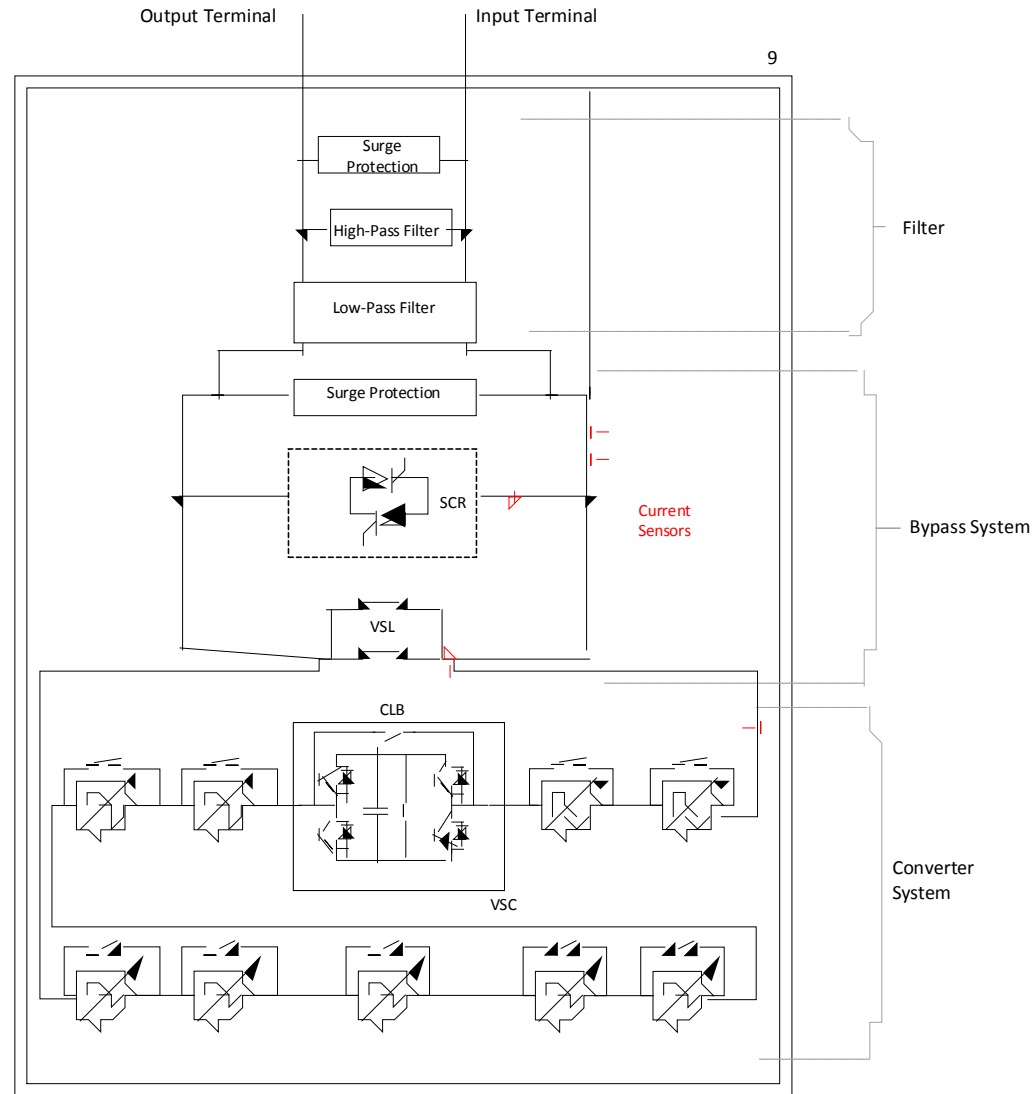 Output Terminal
Input Terminal
9
Surge
Protection
High-Pass Filter
Filter
Low-Pass Filter
Surge Protection
SCR
Current
Sensors
Bypass System
VSL
CLB
VSC
Converter
System